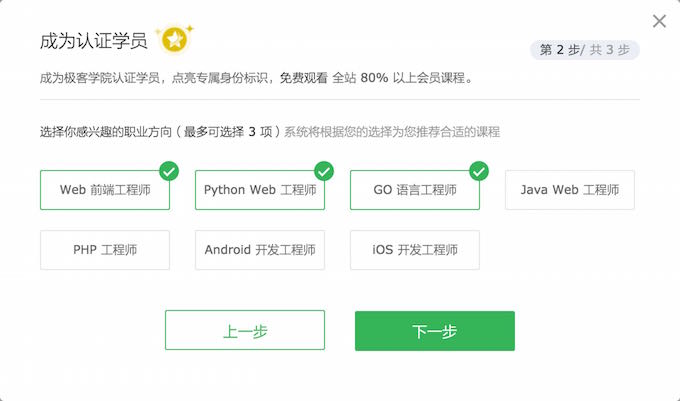 成为认证学员
第 2 步/ 共 3 步
成为极客学院认证学员，点亮专属身份标识，免费观看 全站 80% 以上会员课程。
选择你感兴趣的职业方向（最多可选择 3 项）系统将根据您的选择为您推荐合适的课程
Web 前端工程师 Python Web 工程师 GO 语言工程师 Java Web 工程师
PHP 工程师 Android 开发工程师 iOS 开发工程师
上一步 下一步